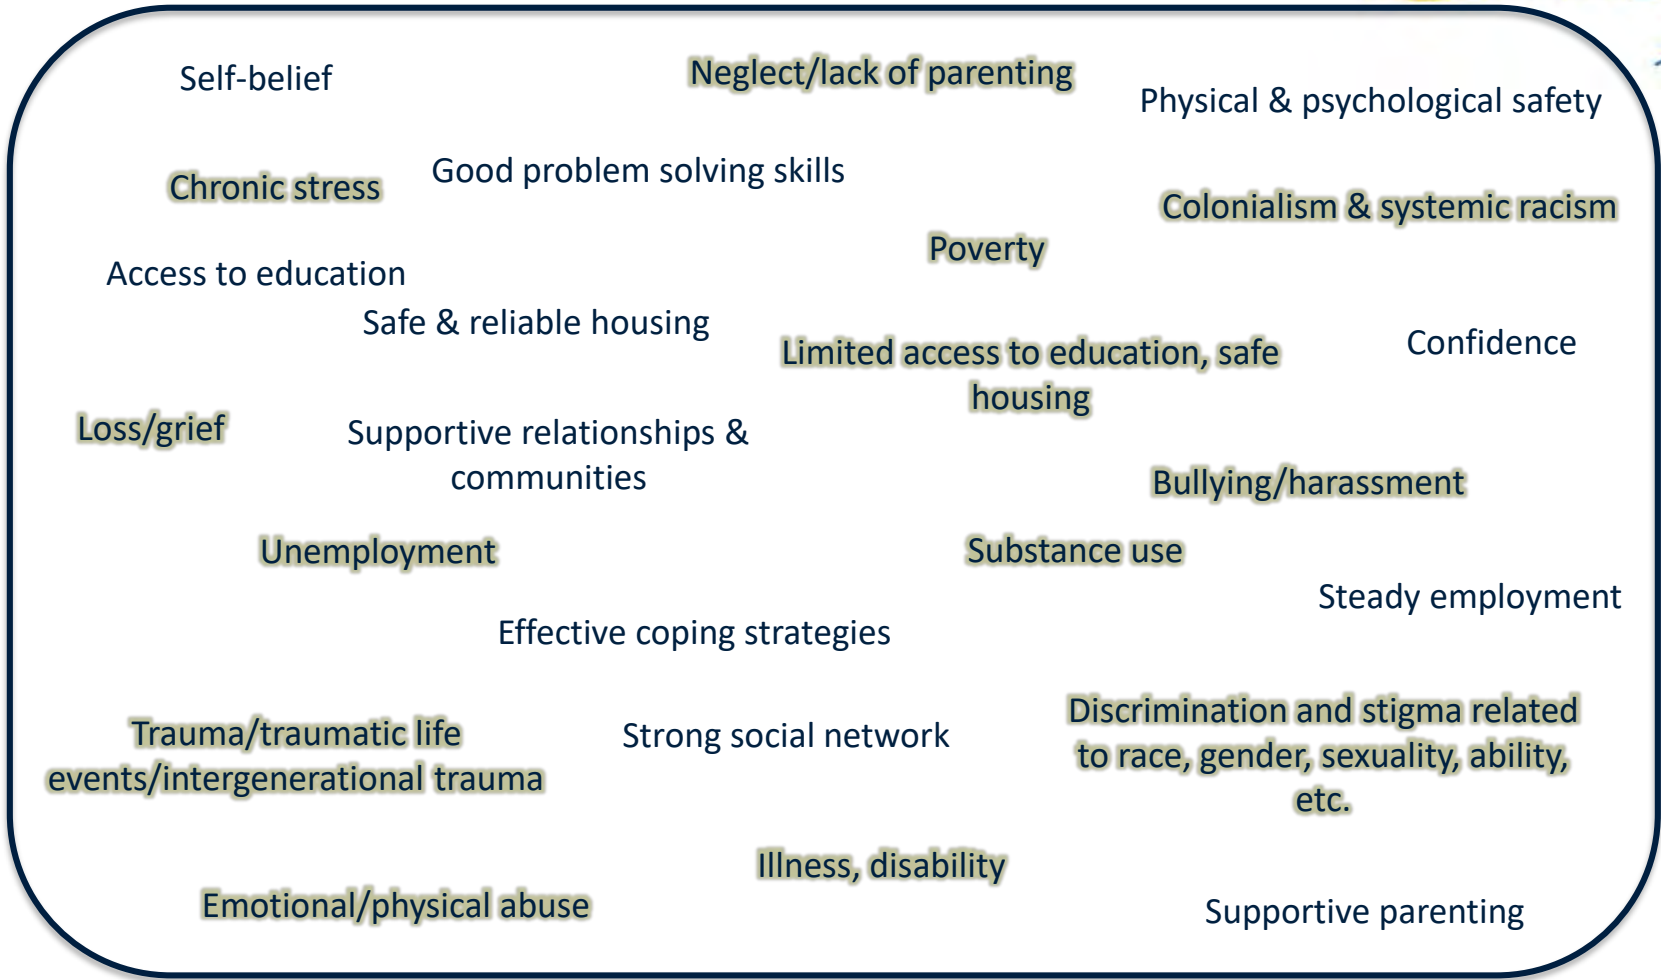 Self-belief
Neglect/lack of parenting
Physical & psychological safety
Good problem solving skills
Chronic stress
Colonialism & systemic racism
Poverty
Access to education
Safe & reliable housing
Limited access to education, safe
housing
Confidence
Loss/grief
Supportive relationships &
communities
Bullying/harassment
Unemployment
Substance use
Steady employment
Effective coping strategies
Trauma/traumatic life
events/intergenerational trauma
Strong social network
Discrimination and stigma related
to race, gender, sexuality, ability,
etc.
Illness, disability
Emotional/physical abuse
Supportive parenting